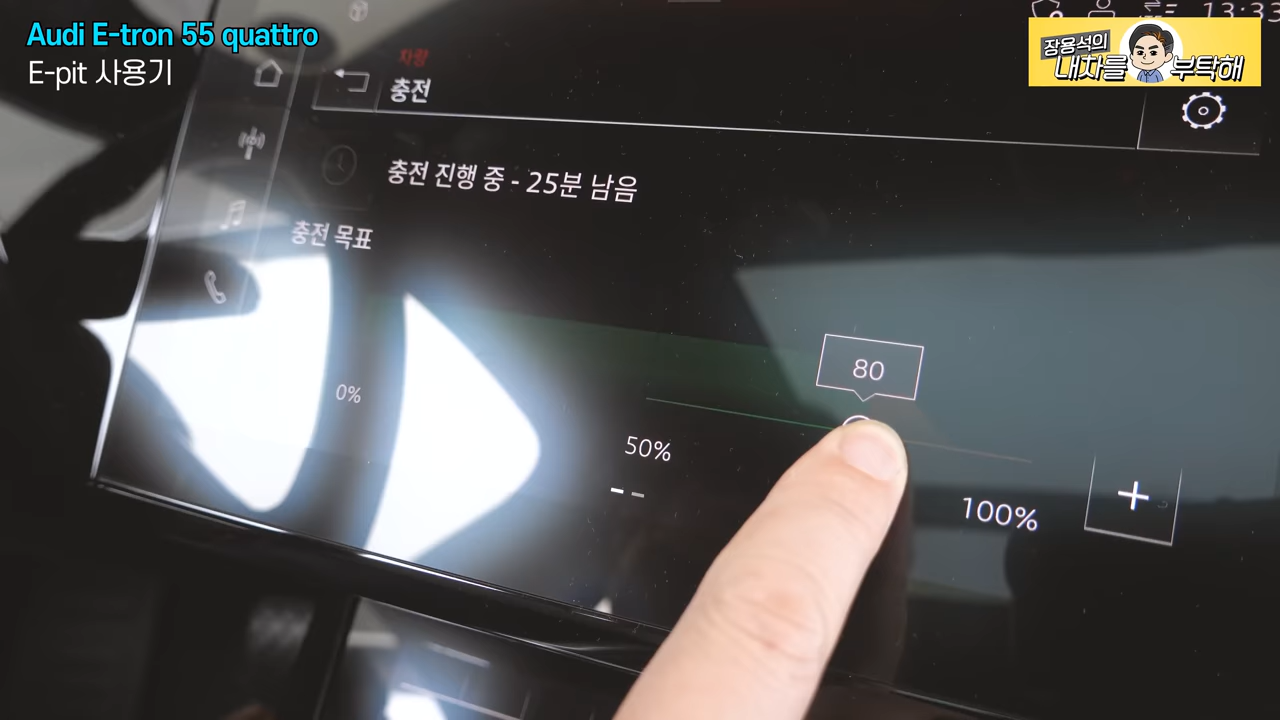 Audi E-tron 55 quattro
E-pit 사용기
장용석의
내차를 부탁해
차량
충전
충전 진행 중 - 25분 남음
충전 목표
80
0%
50%
100%
+